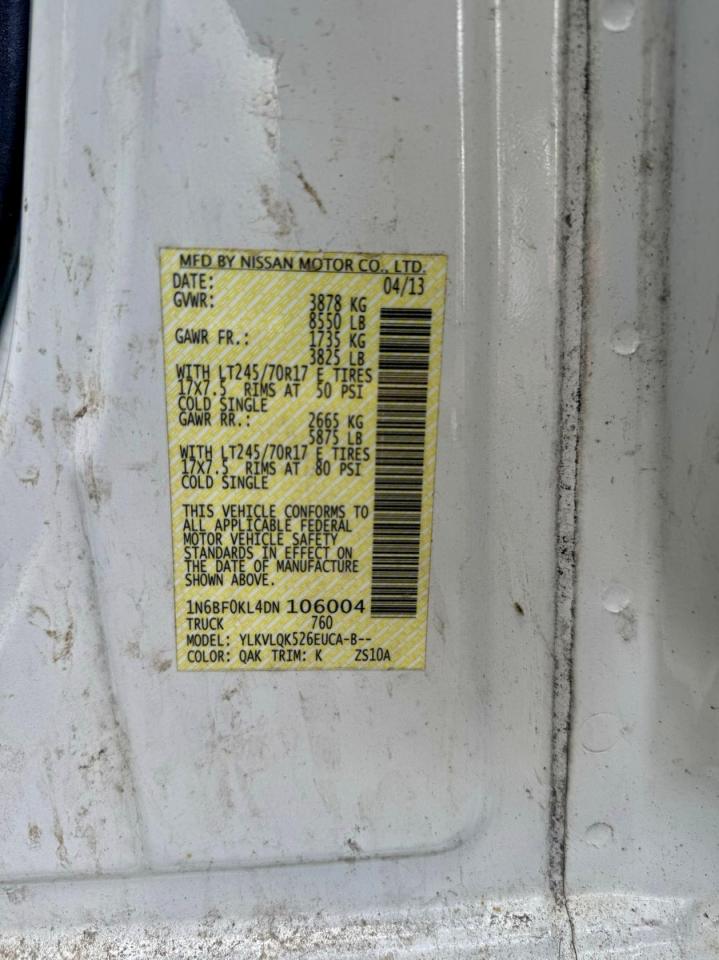 MFD BY NISSAN MOTOR CO., LTD.
DATE: 04/13
GVWR: 3878 KG
8550 LB
GAWR FR.: 1735 KG
3825 LB
WITH LT245/70R17 E TIRES
17X7.5 RIMS AT 50 PSI
COLD SINGLE
GAWR RR.: 2665 KG
5875 LB
WITH LT245/70R17 E TIRES
17X7.5 RIMS AT 80 PSI
COLD SINGLE
THIS VEHICLE CONFORMS TO
ALL APPLICABLE FEDERAL
MOTOR VEHICLE SAFETY
STANDARDS IN EFFECT ON
THE DATE OF MANUFACTURE
SHOWN ABOVE.
1N6BF0KL4DN 106004
TRUCK 760
MODEL: YLKVLQK526EUCA-B--
COLOR: QAK TRIM: K ZS10A